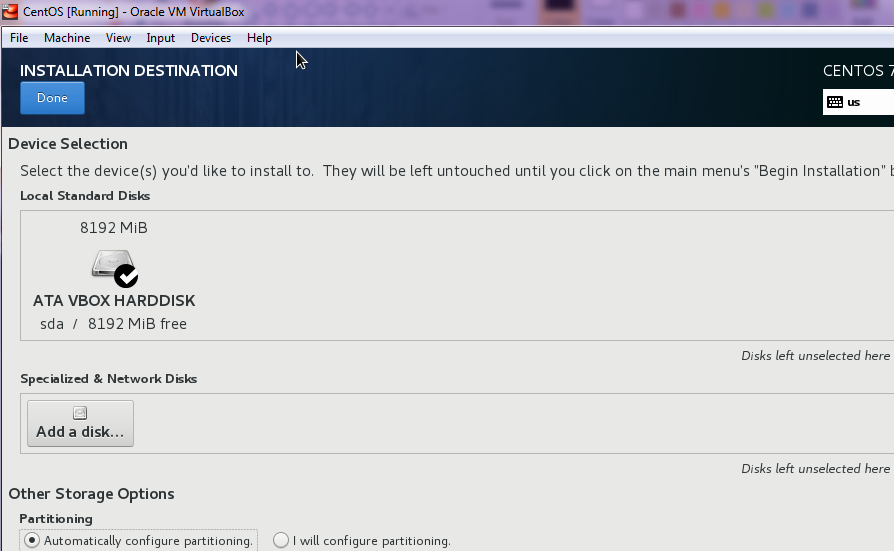 CentOS [Running] - Oracle VM VirtualBox
File Machine View Input Devices Help
INSTALLATION DESTINATION
CENTOS 7
Done
us
Device Selection
Select the device(s) you'd like to install to. They will be left untouched until you click on the main menu's "Begin Installation" b
Local Standard Disks
8192 MiB
ATA VBOX HARDDISK
sda / 8192 MiB free
Disks left unselected here
Specialized & Network Disks
Add a disk...
Disks left unselected here
Other Storage Options
Partitioning
Automatically configure partitioning. I will configure partitioning.